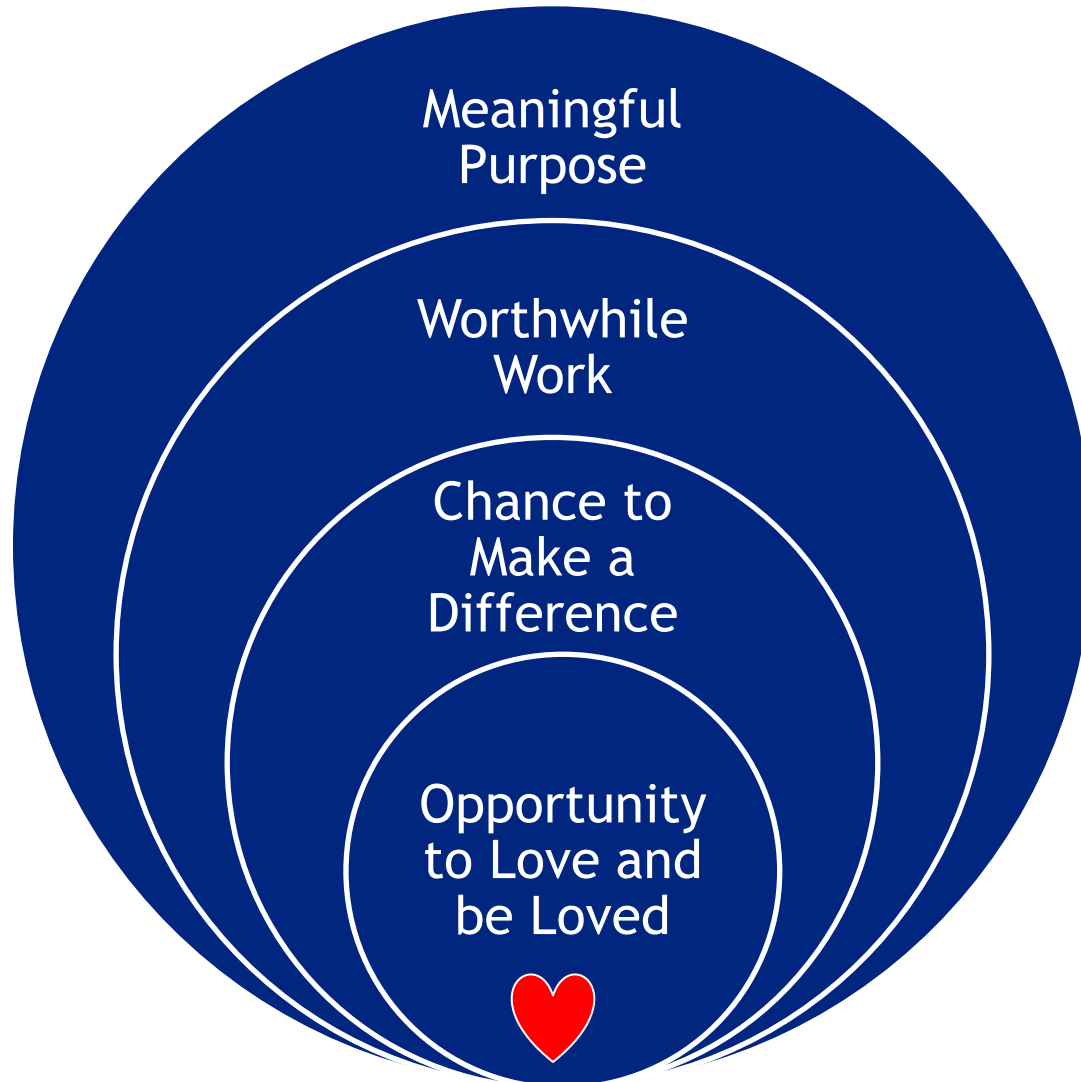 Meaningful
Purpose
Worthwhile
Work
Chance to
Make a
Difference
Opportunity
to Love and
be Loved